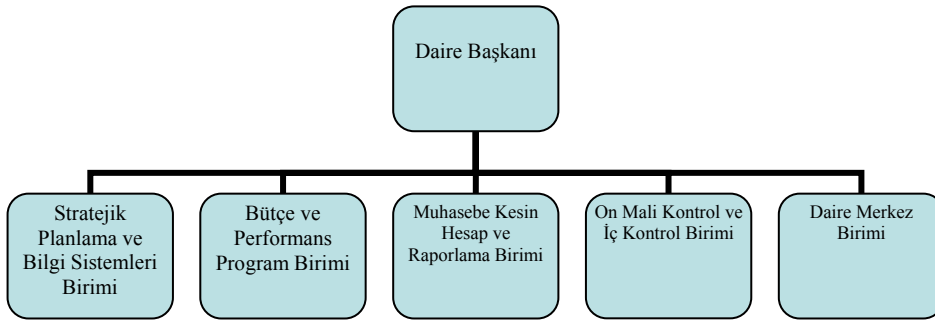 Daire Başkanı
Stratejik
Planlama ve
Bilgi Sistemleri
Birimi
Bütçe ve
Performans
Program Birimi
Muhasebe Kesin
Hesap ve
Raporlama Birimi
On Mali Kontrol ve
İç Kontrol Birimi
Daire Merkez
Birimi